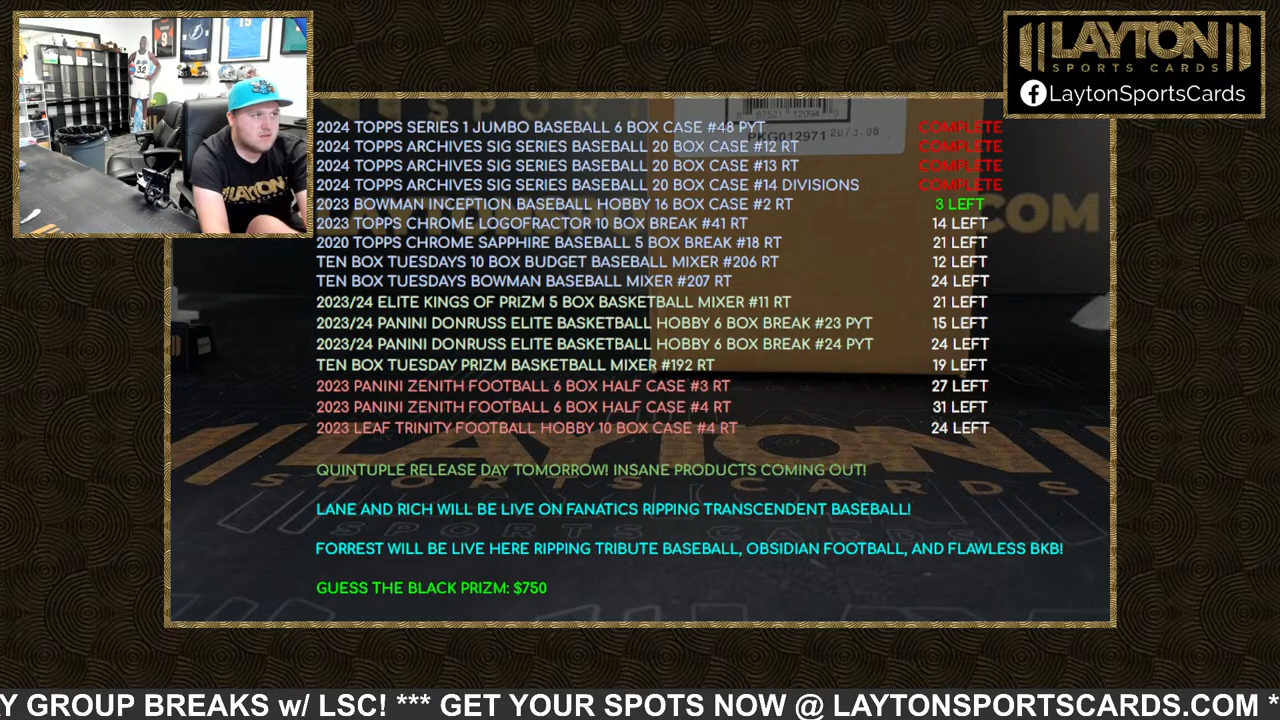 LAYTON
SPORTS CARDS
LaytonSportsCards
2024 TOPPS SERIES 1 JUMBO BASEBALL 6 BOX CASE #48 PYT COMPLETE
2024 TOPPS ARCHIVES SIG SERIES BASEBALL 20 BOX CASE #12 RT COMPLETE
2024 TOPPS ARCHIVES SIG SERIES BASEBALL 20 BOX CASE #13 RT COMPLETE
2024 TOPPS ARCHIVES SIG SERIES BASEBALL 20 BOX CASE #14 DIVISIONS COMPLETE
2023 BOWMAN INCEPTION BASEBALL HOBBY 16 BOX CASE #2 RT 3 LEFT
2023 TOPPS CHROME LOGOFRACTOR 10 BOX BREAK #41 RT 14 LEFT
2020 TOPPS CHROME SAPPHIRE BASEBALL 5 BOX BREAK #18 RT 21 LEFT
TEN BOX TUESDAYS 10 BOX BUDGET BASEBALL MIXER #206 RT 12 LEFT
TEN BOX TUESDAYS BOWMAN BASEBALL MIXER #207 RT 24 LEFT
2023/24 ELITE KINGS OF PRIZM 5 BOX BASKETBALL MIXER #11 RT 21 LEFT
2023/24 PANINI DONRUSS ELITE BASKETBALL HOBBY 6 BOX BREAK #23 PYT 15 LEFT
2023/24 PANINI DONRUSS ELITE BASKETBALL HOBBY 6 BOX BREAK #24 PYT 24 LEFT
TEN BOX TUESDAY PRIZM BASKETBALL MIXER #192 RT 19 LEFT
2023 PANINI ZENITH FOOTBALL 6 BOX HALF CASE #3 RT 27 LEFT
2023 PANINI ZENITH FOOTBALL 6 BOX HALF CASE #4 RT 31 LEFT
2023 LEAF TRINITY FOOTBALL HOBBY 10 BOX CASE #4 RT 24 LEFT
QUINTUPLE RELEASE DAY TOMORROW! INSANE PRODUCTS COMING OUT!
LANE AND RICH WILL BE LIVE ON FANATICS RIPPING TRANSCENDENT BASEBALL!
FORREST WILL BE LIVE HERE RIPPING TRIBUTE BASEBALL, OBSIDIAN FOOTBALL, AND FLAWLESS BKB!
GUESS THE BLACK PRIZM: $750
Y GROUP BREAKS w/ LSC! *** GET YOUR SPOTS NOW @ LAYTONSPORTSCARDS.COM *